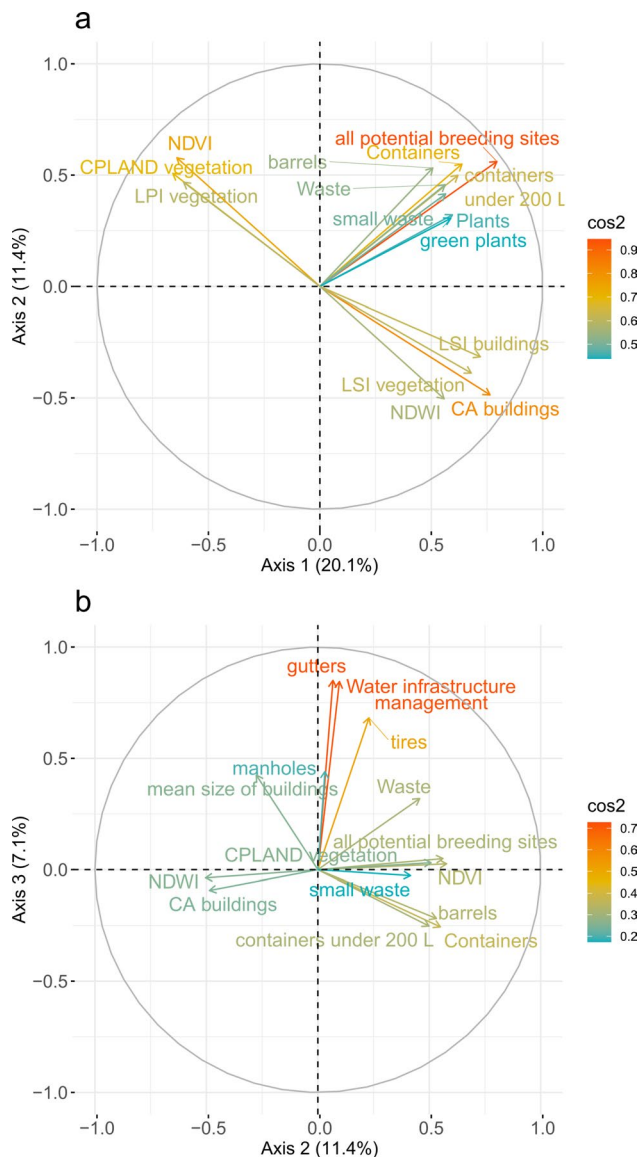 a
1.0
0.5
0.0
−0.5
−1.0
Axis 2 (11.4%)
NDVI
CPLAND vegetation
LPI vegetation
all potential breeding sites
barrels
Containers
Waste
containers
under 200 L
small waste
Plants
green plants
LSI buildings
LSI vegetation
NDWI
CA buildings
−1.0
−0.5
0.0
0.5
1.0
Axis 1 (20.1%)
cos2
0.9
0.8
0.7
0.6
0.5
b
1.0
0.5
0.0
−0.5
−1.0
Axis 3 (7.1%)
gutters
Water infrastructure
management
tires
manholes
mean size of buildings
Waste
all potential breeding sites
CPLAND vegetation
NDWI
NDVI
CA buildings
small waste
barrels
containers under 200 L
Containers
−1.0
−0.5
0.0
0.5
1.0
Axis 2 (11.4%)
cos2
0.7
0.6
0.5
0.4
0.3
0.2